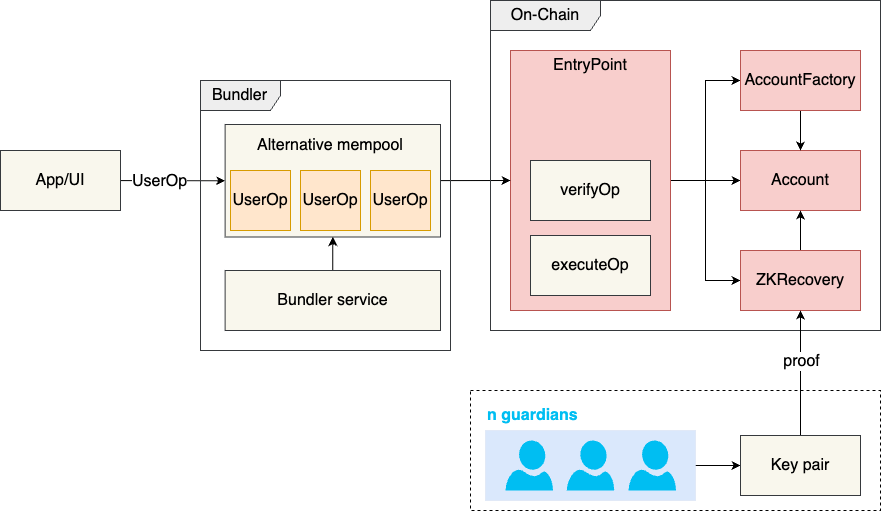 On-Chain
EntryPoint
AccountFactory
Bundler
Alternative mempool
App/UI
UserOp
UserOp
UserOp
UserOp
verifyOp
Account
executeOp
ZKRecovery
Bundler service
proof
n guardians
Key pair